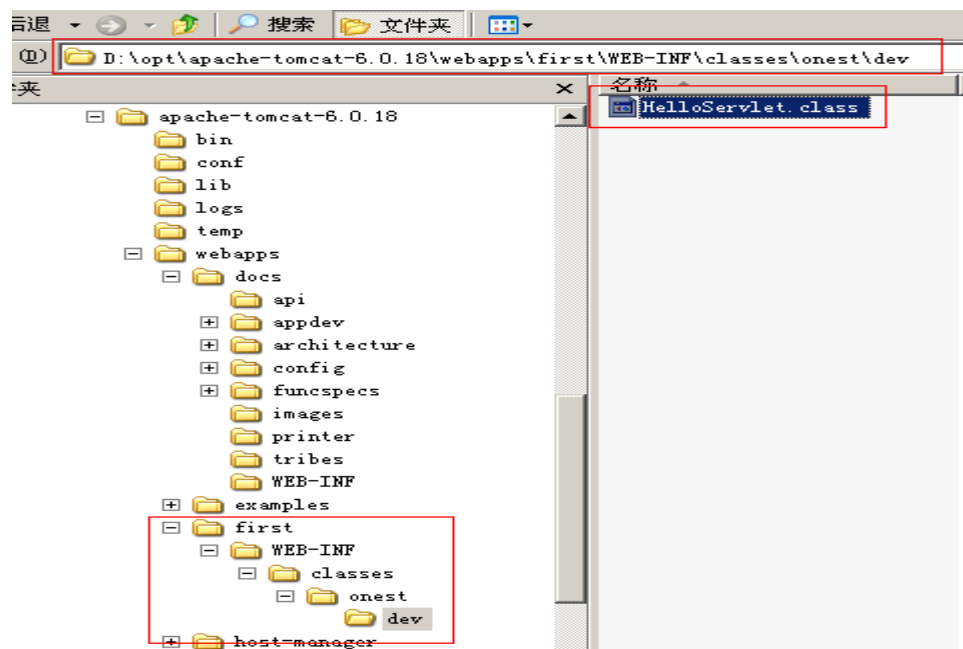 后退 搜索 文件夹
(D) D:\opt\apache-tomcat-6.0.18\webapps\first\WEB-INF\classes\onest\dev
夹
名称
HelloServlet.class
apache-tomcat-6.0.18
bin
conf
lib
logs
temp
webapps
docs
api
appdev
architecture
config
funcspecs
images
printer
tribes
WEB-INF
examples
first
WEB-INF
classes
onest
dev
host-manager